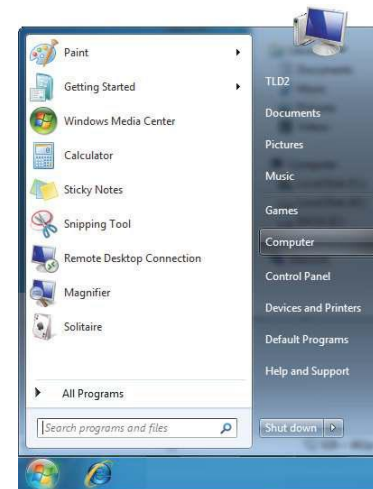 Paint
Getting Started
Windows Media Center
Calculator
Sticky Notes
Snipping Tool
Remote Desktop Connection
Magnifier
Solitaire
All Programs
Search programs and files
TLD2
Documents
Pictures
Music
Games
Computer
Control Panel
Devices and Printers
Default Programs
Help and Support
Shut down